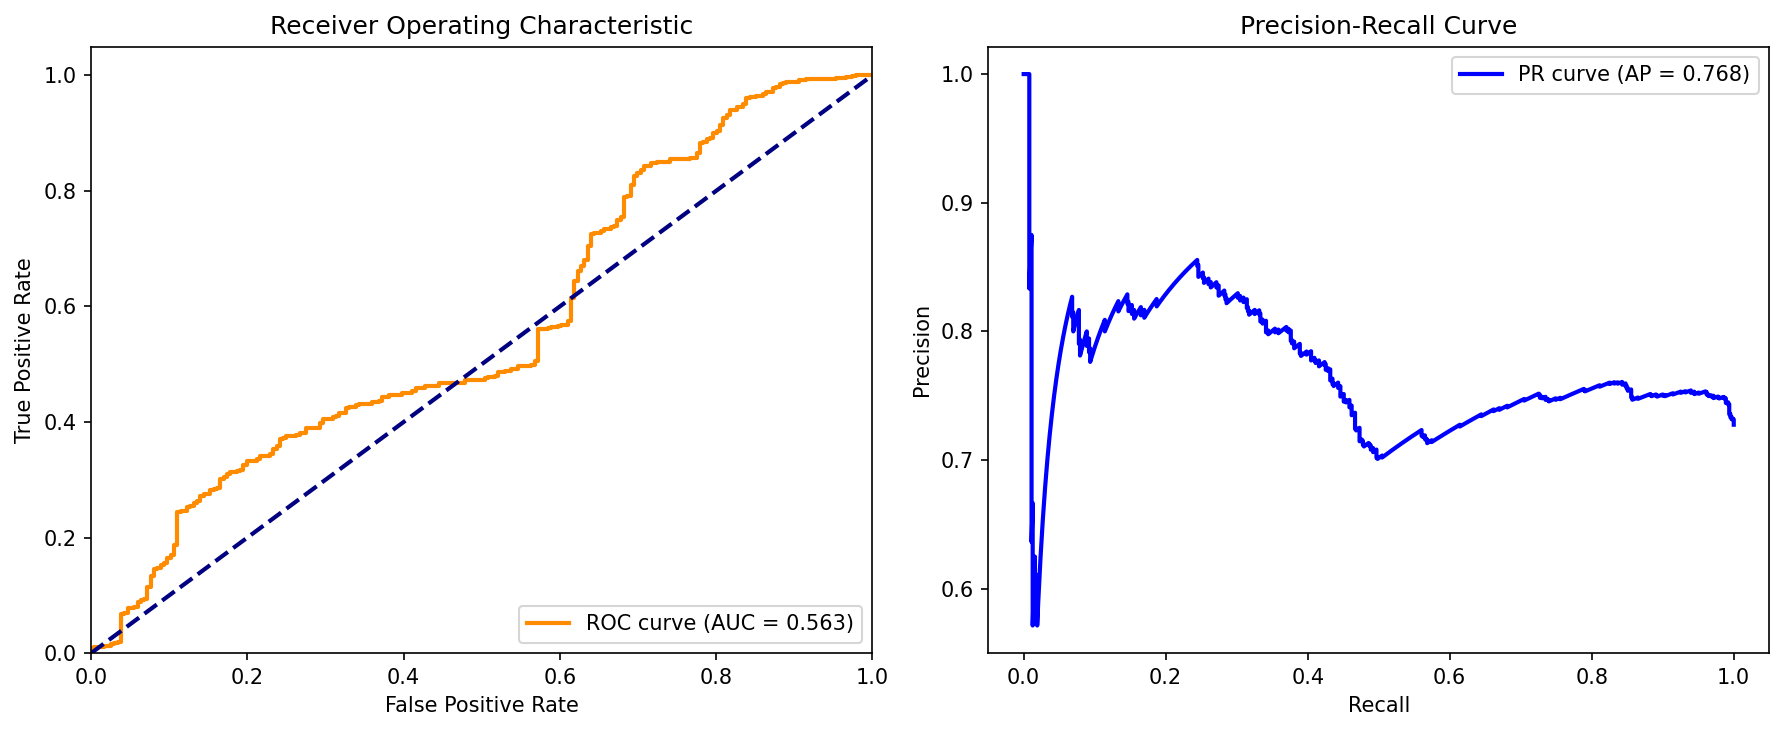 Receiver Operating Characteristic
True Positive Rate
1.0
0.8
0.6
0.4
0.2
0.0
ROC curve (AUC = 0.563)
0.0 0.2 0.4 0.6 0.8 1.0
False Positive Rate
Precision-Recall Curve
Precision
1.0
0.9
0.8
0.7
0.6
PR curve (AP = 0.768)
0.0 0.2 0.4 0.6 0.8 1.0
Recall